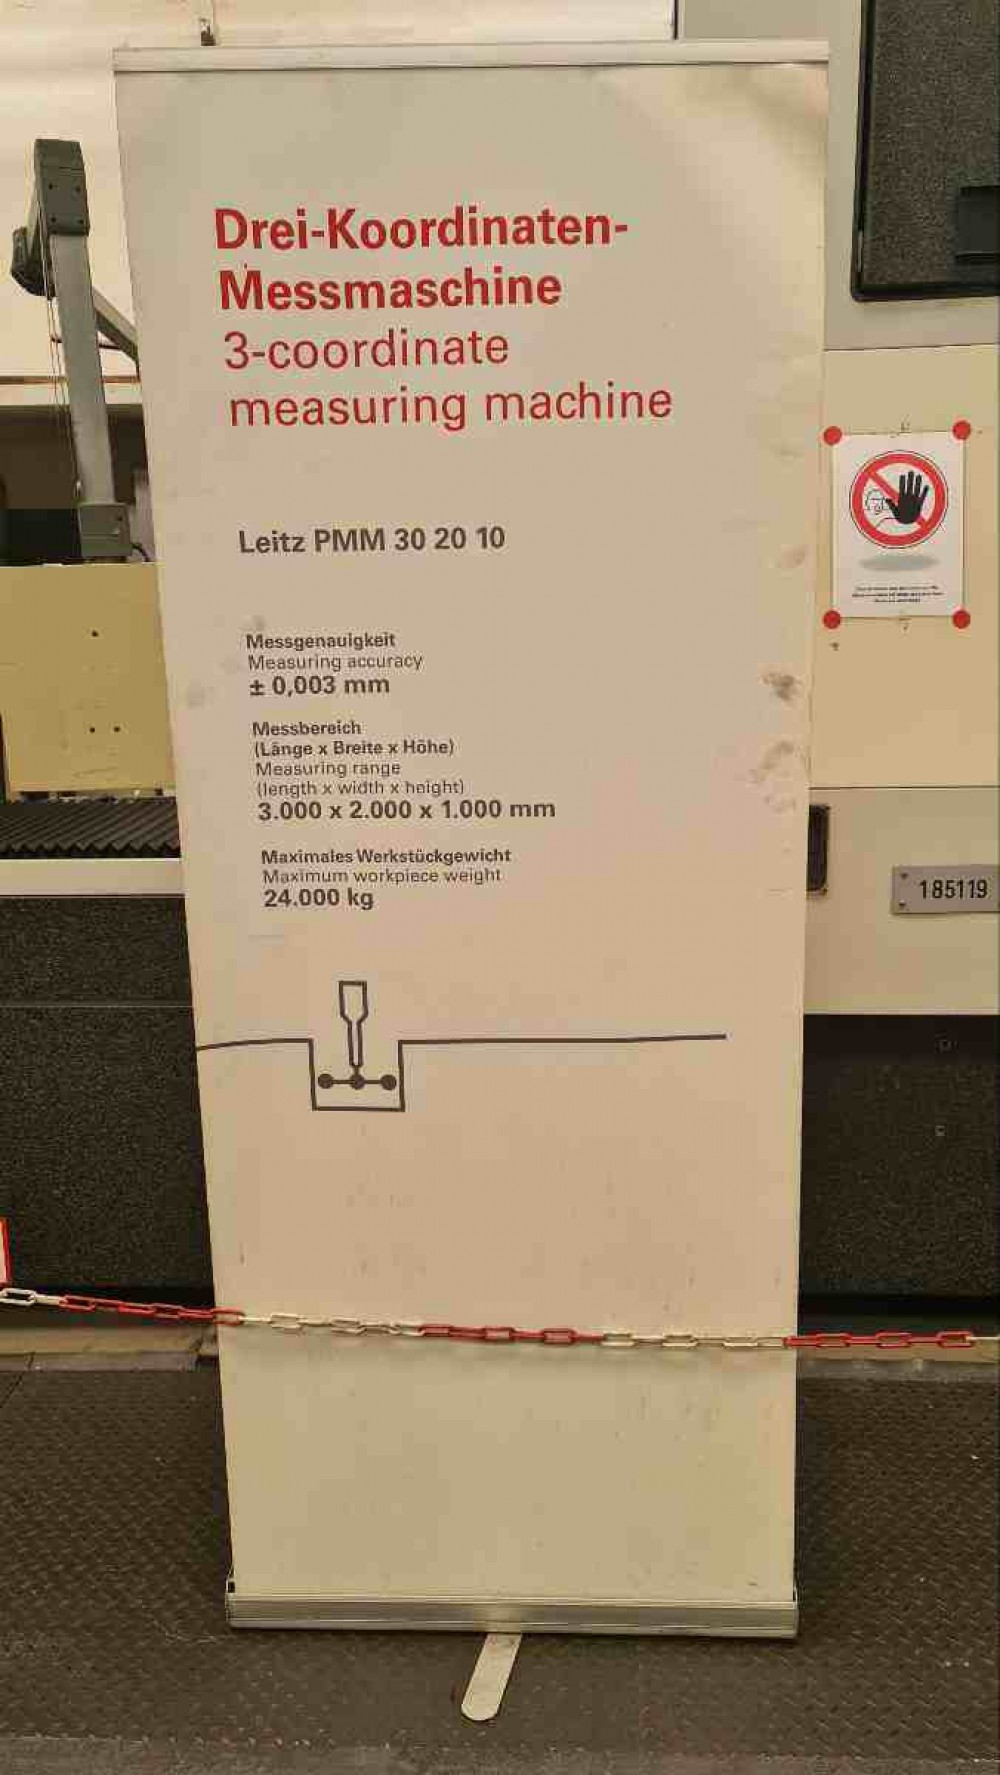 Drei-Koordinaten-
Messmaschine
3-coordinate
measuring machine
Leitz PMM 30 20 10
Messgenauigkeit
Measuring accuracy
± 0,003 mm
Messbereich
(Länge x Breite x Höhe)
Measuring range
(length x width x height)
3.000 x 2.000 x 1.000 mm
Maximales Werkstückgewicht
Maximum workpiece weight
24.000 kg
185119